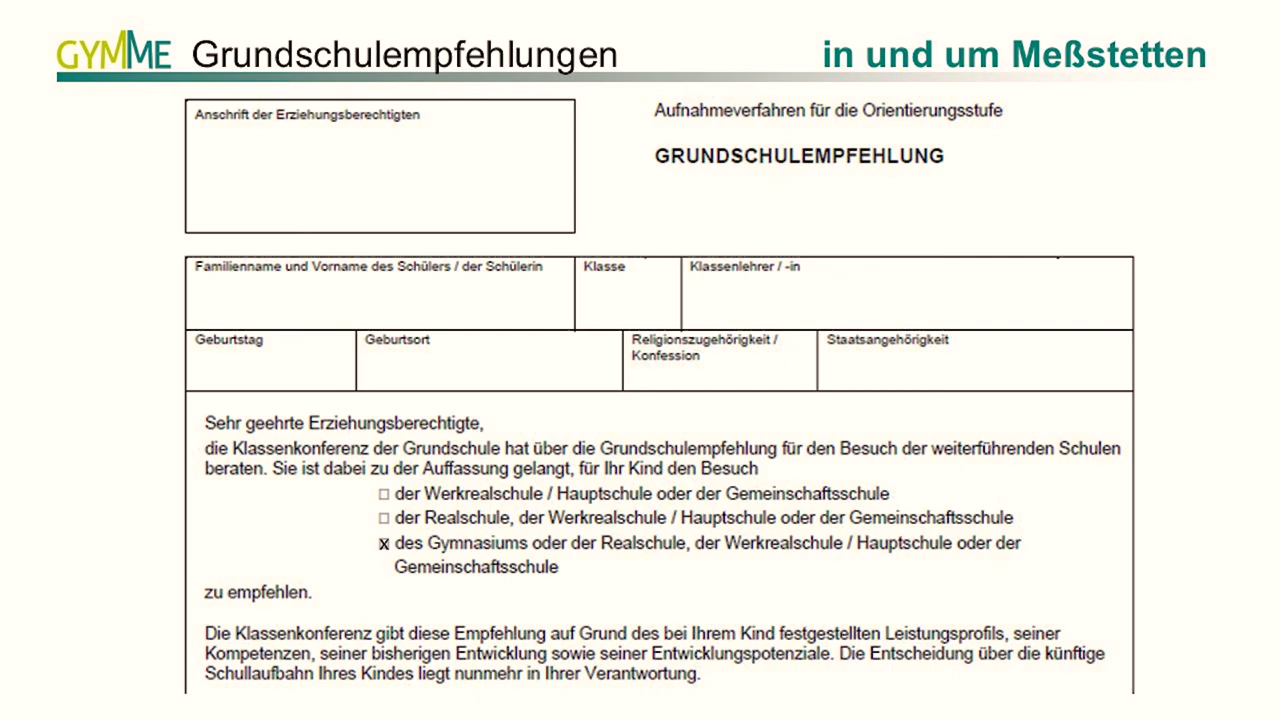 GYMME Grundschulempfehlungen in und um Meßstetten
Anschrift der Erziehungsberechtigten
Aufnahmeverfahren für die Orientierungsstufe
GRUNDSCHULEMPFEHLUNG
Familienname und Vorname des Schülers / der Schülerin
Klasse
Klassenlehrer / -in
Geburtstag
Geburtsort
Religionszugehörigkeit /
Konfession
Staatsangehörigkeit
Sehr geehrte Erziehungsberechtigte,
die Klassenkonferenz der Grundschule hat über die Grundschulempfehlung für den Besuch der weiterführenden Schulen
beraten. Sie ist dabei zu der Auffassung gelangt, für Ihr Kind den Besuch
☐ der Werkrealschule / Hauptschule oder der Gemeinschaftsschule
☐ der Realschule, der Werkrealschule / Hauptschule oder der Gemeinschaftsschule
x des Gymnasiums oder der Realschule, der Werkrealschule / Hauptschule oder der
Gemeinschaftsschule
zu empfehlen.
Die Klassenkonferenz gibt diese Empfehlung auf Grund des bei Ihrem Kind festgestellten Leistungsprofils, seiner
Kompetenzen, seiner bisherigen Entwicklung sowie seiner Entwicklungspotenziale. Die Entscheidung über die künftige
Schullaufbahn Ihres Kindes liegt nunmehr in Ihrer Verantwortung.